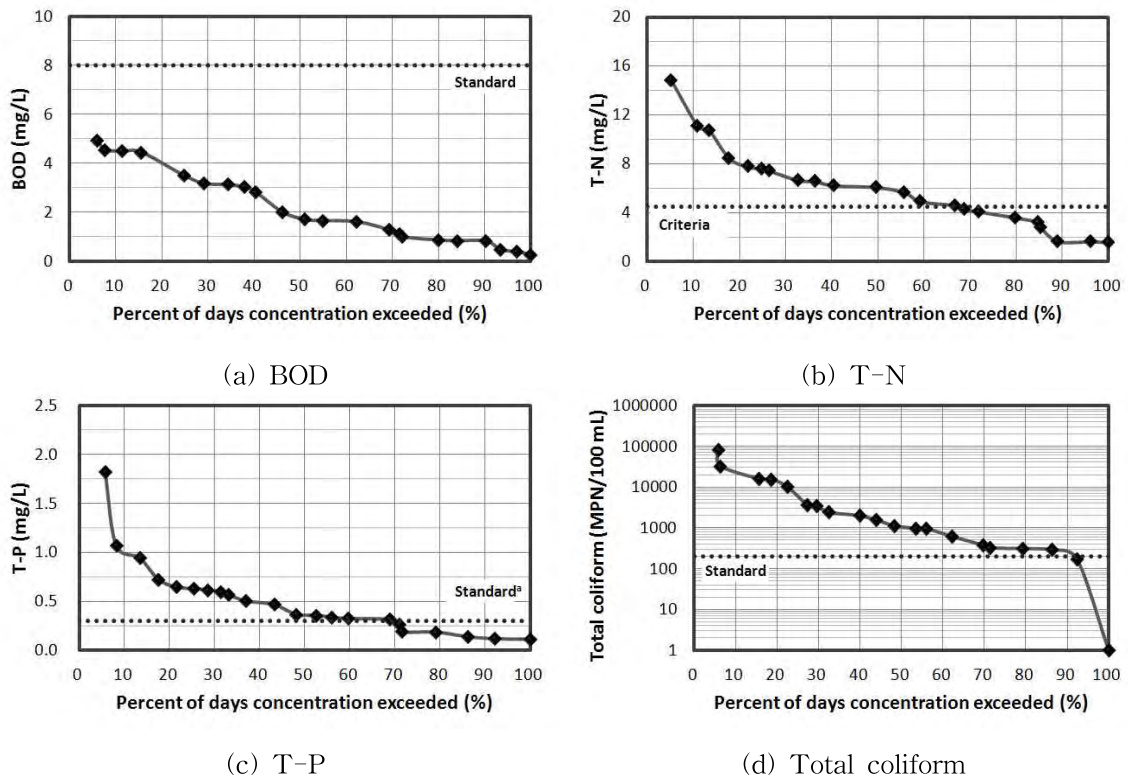 10
8
6
4
2
0
BOD (mg/L)
Standard
0 10 20 30 40 50 60 70 80 90 100
Percent of days concentration exceeded (%)
(a) BOD
20
16
12
8
4
0
T-N (mg/L)
Criteria
0 10 20 30 40 50 60 70 80 90 100
Percent of days concentration exceeded (%)
(b) T-N
2.5
2.0
1.5
1.0
0.5
0.0
T-P (mg/L)
Standardᵃ
0 10 20 30 40 50 60 70 80 90 100
Percent of days concentration exceeded (%)
(c) T-P
1000000
100000
10000
1000
100
10
1
Total coliform (MPN/100 mL)
Standard
0 10 20 30 40 50 60 70 80 90 100
Percent of days concentration exceeded (%)
(d) Total coliform